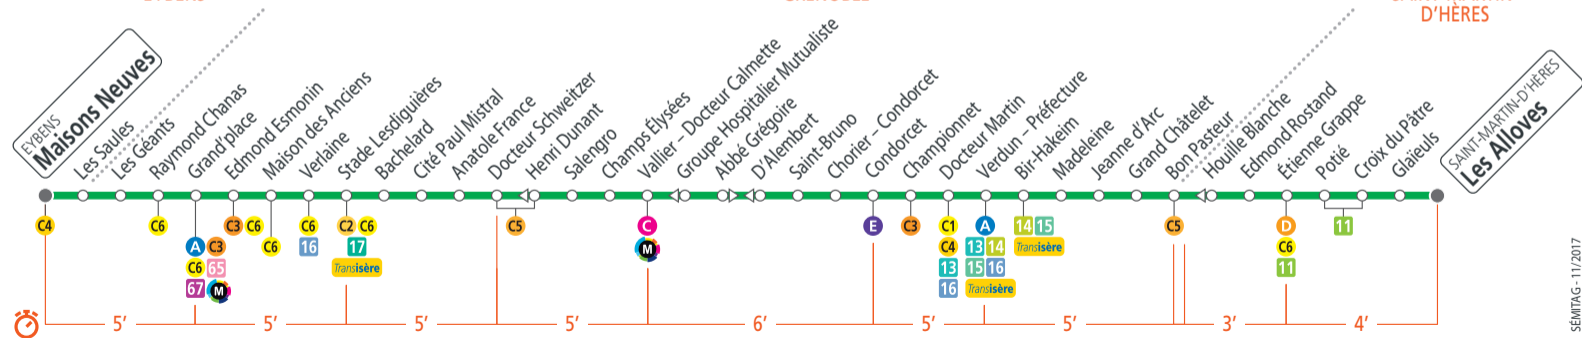 D'HÈRES
EYBENS
Maisons Neuves
Les Saules
Les Géants
Raymond Chanas
Grand'place
Edmond Esmonin
Maison des Anciens
Verlaine
Stade Lesdiguières
Bachelard
Cité Paul Mistral
Anatole France
Docteur Schweitzer
Henri Dunant
Salengro
Champs Élysées
Vallier – Docteur Calmette
Groupe Hospitalier Mutualiste
Abbé Grégoire
D'Alembert
Saint-Bruno
Chorier – Condorcet
Condorcet
Championnet
Docteur Martin
Verdun – Préfecture
Bir-Hakeim
Madeleine
Jeanne d'Arc
Grand Châtelet
Bon Pasteur
Houille Blanche
Edmond Rostand
Étienne Grappe
Potié
Croix du Pâtre
Glaïeuls
SAINT-MARTIN-D'HÈRES
Les Alloves
C4
C6
A C3
C6 65
67 M
C3 C6
C6
C6
16
C2 C6
17
Transisère
C5
C
M
E
C3
C1
C4
13
16
A
13 14
15 16
Transisère
14 15
Transisère
C5
D
C6
11
11
5' 5' 5' 5' 6' 5' 5' 3' 4'
SÉMITAG - 11/2017